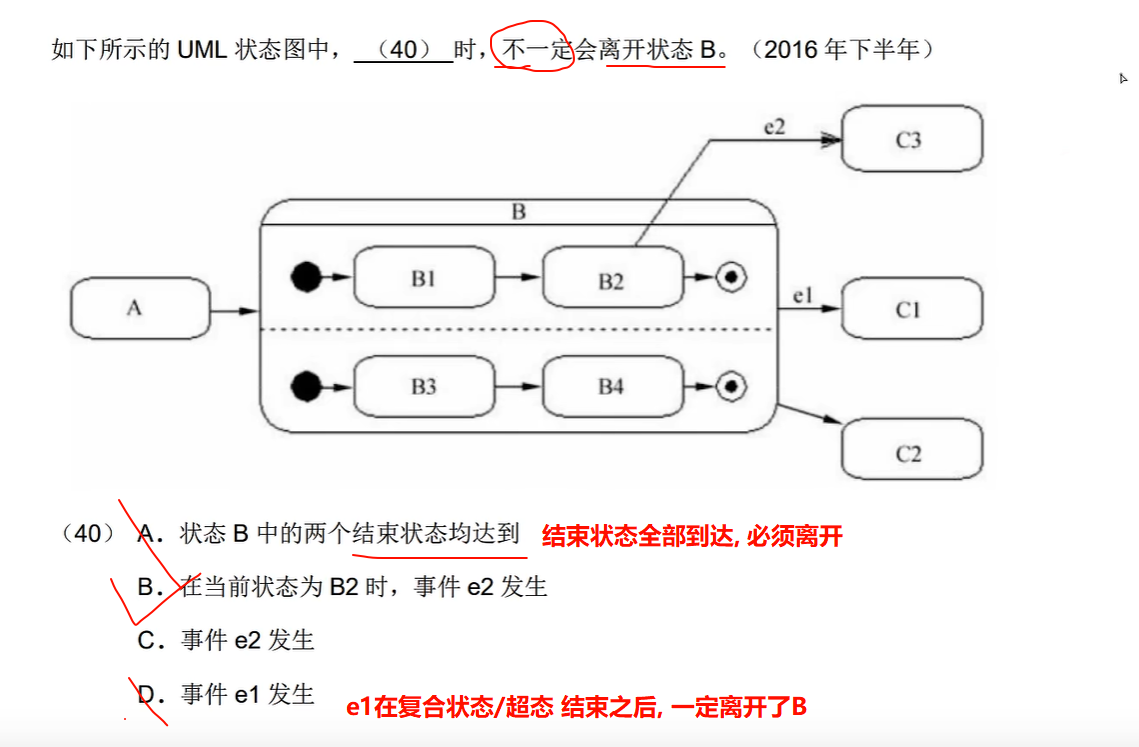 如下所示的 UML 状态图中，（40）时，不一定会离开状态 B。（2016 年下半年）
e2
C3
B
B1
B2
A
e1
C1
B3
B4
C2
（40） A．状态 B 中的两个结束状态均达到 结束状态全部到达, 必须离开
B．在当前状态为 B2 时，事件 e2 发生
C．事件 e2 发生
D．事件 e1 发生 e1在复合状态/超态 结束之后, 一定离开了B